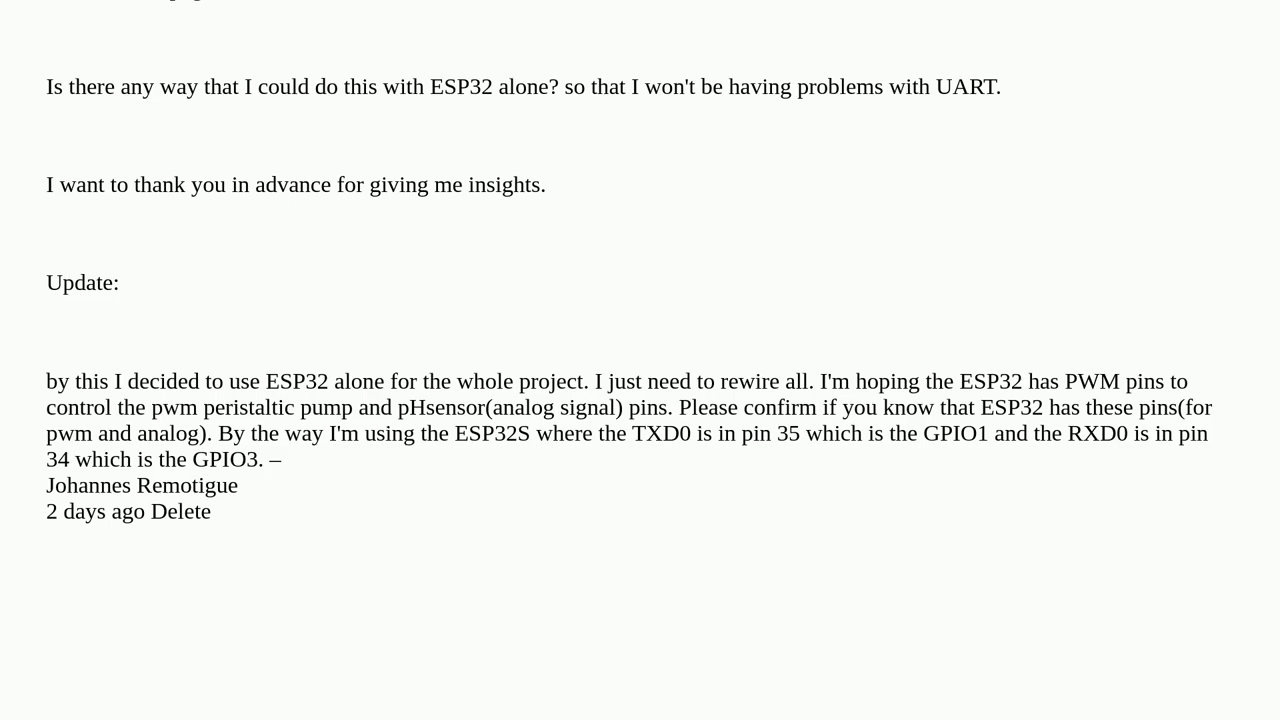 Is there any way that I could do this with ESP32 alone? so that I won't be having problems with UART.
I want to thank you in advance for giving me insights.
Update:
by this I decided to use ESP32 alone for the whole project. I just need to rewire all. I'm hoping the ESP32 has PWM pins to
control the pwm peristaltic pump and pHsensor(analog signal) pins. Please confirm if you know that ESP32 has these pins(for
pwm and analog). By the way I'm using the ESP32S where the TXD0 is in pin 35 which is the GPIO1 and the RXD0 is in pin
34 which is the GPIO3. –
Johannes Remotigue
2 days ago Delete